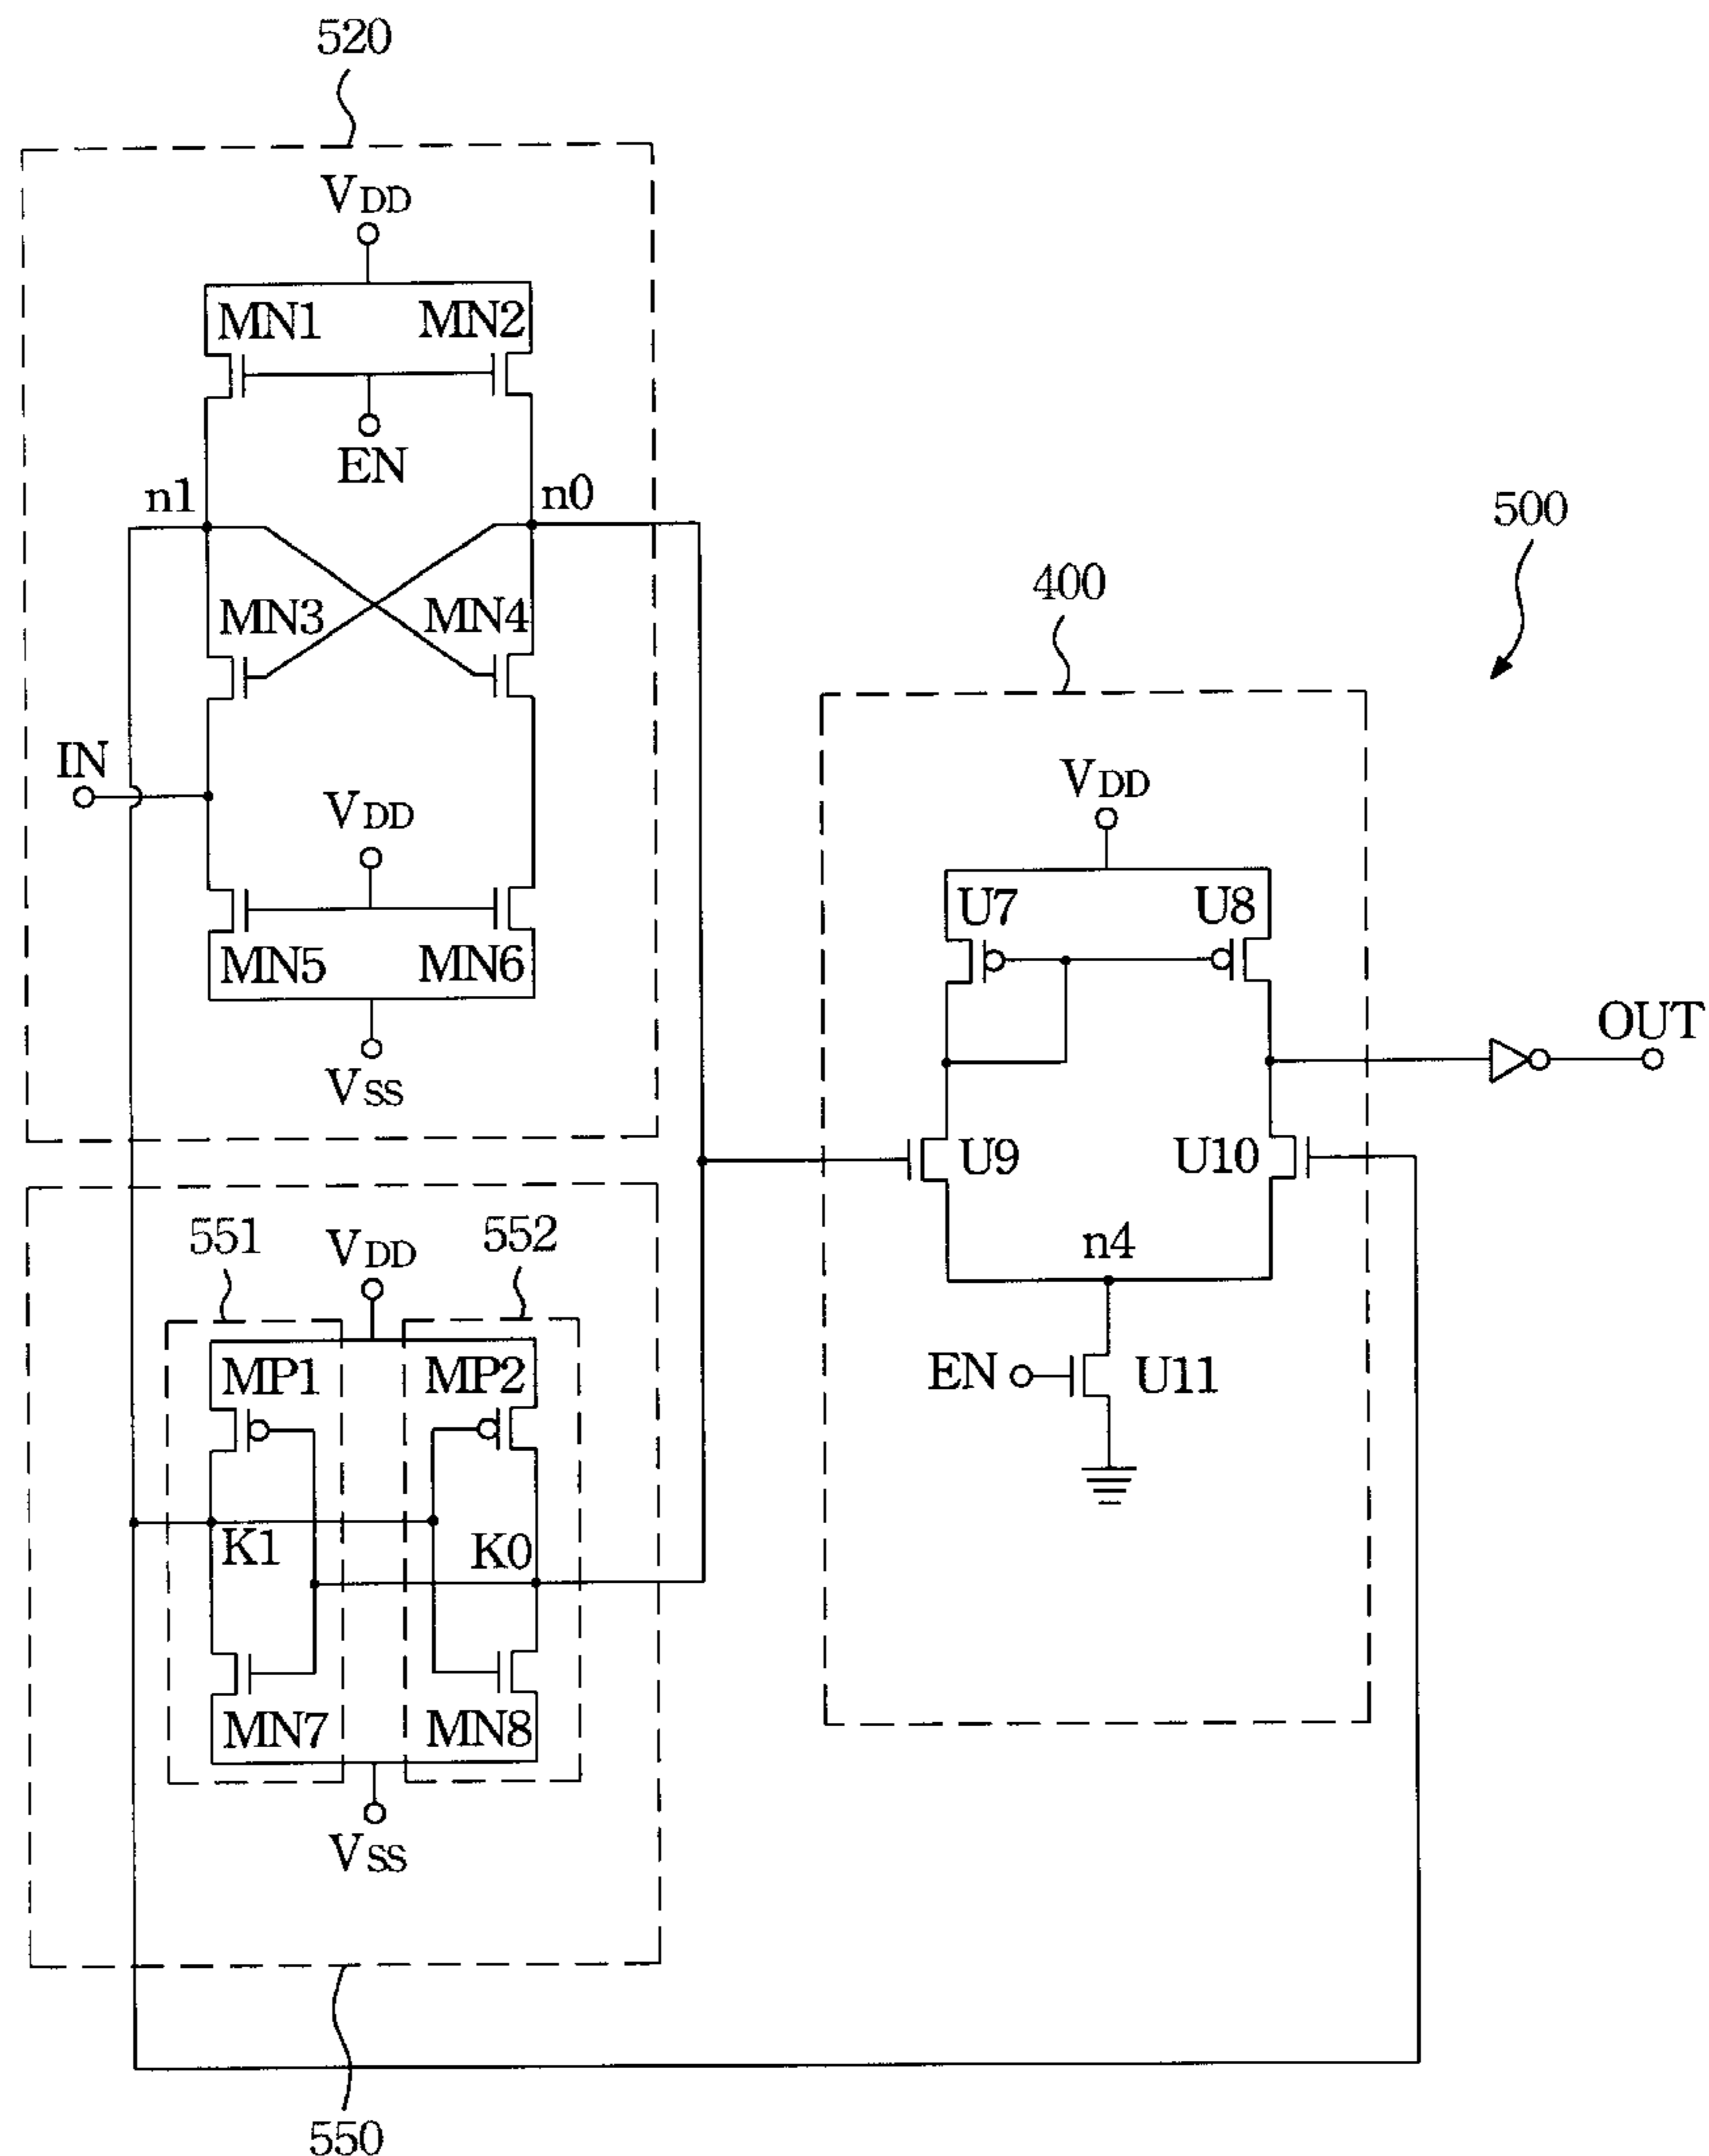 520
VDD
MN1 MN2
EN
n1 n0
500
400
MN3 MN4
IN
VDD
VDD
U7 U8
MN5 MN6
OUT
VSS
U9 U10
551 VDD 552
n4
MP1 MP2
EN U11
K1 K0
MN7 MN8
VSS
550